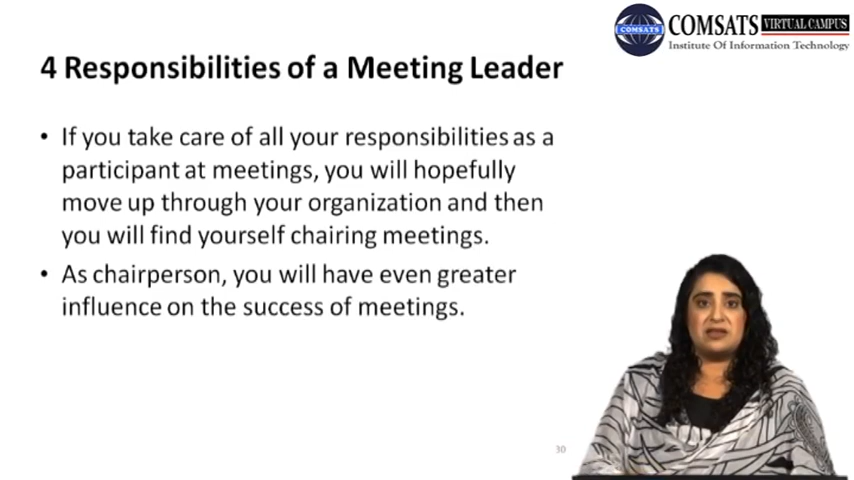 COMSATS
COMSATS VIRTUAL CAMPUS
Institute Of Information Technology
4 Responsibilities of a Meeting Leader
• If you take care of all your responsibilities as a
participant at meetings, you will hopefully
move up through your organization and then
you will find yourself chairing meetings.
• As chairperson, you will have even greater
influence on the success of meetings.
30